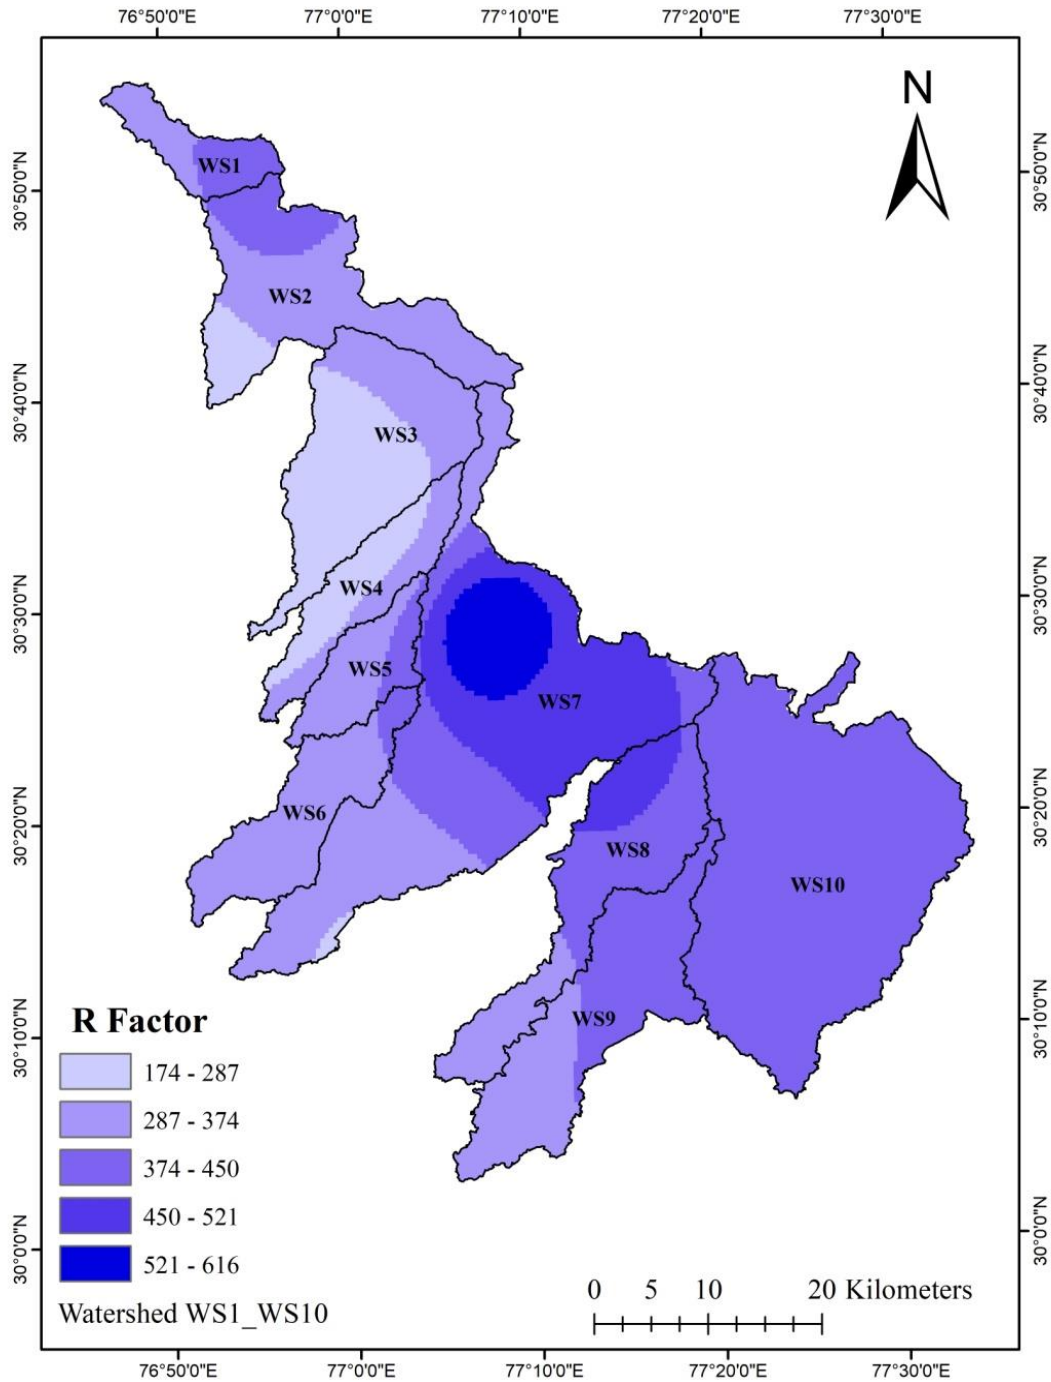 76°50'0"E 77°0'0"E 77°10'0"E 77°20'0"E 77°30'0"E
N
30°50'0"N
30°50'0"N
WS1
WS2
30°40'0"N
30°40'0"N
WS3
WS4
30°30'0"N
30°30'0"N
WS5
WS7
30°20'0"N
30°20'0"N
WS6
WS8
WS10
WS9
30°10'0"N
30°10'0"N
R Factor
174 - 287
287 - 374
374 - 450
450 - 521
521 - 616
30°0'0"N
30°0'0"N
Watershed WS1_WS10
0 5 10 20 Kilometers
76°50'0"E 77°0'0"E 77°10'0"E 77°20'0"E 77°30'0"E